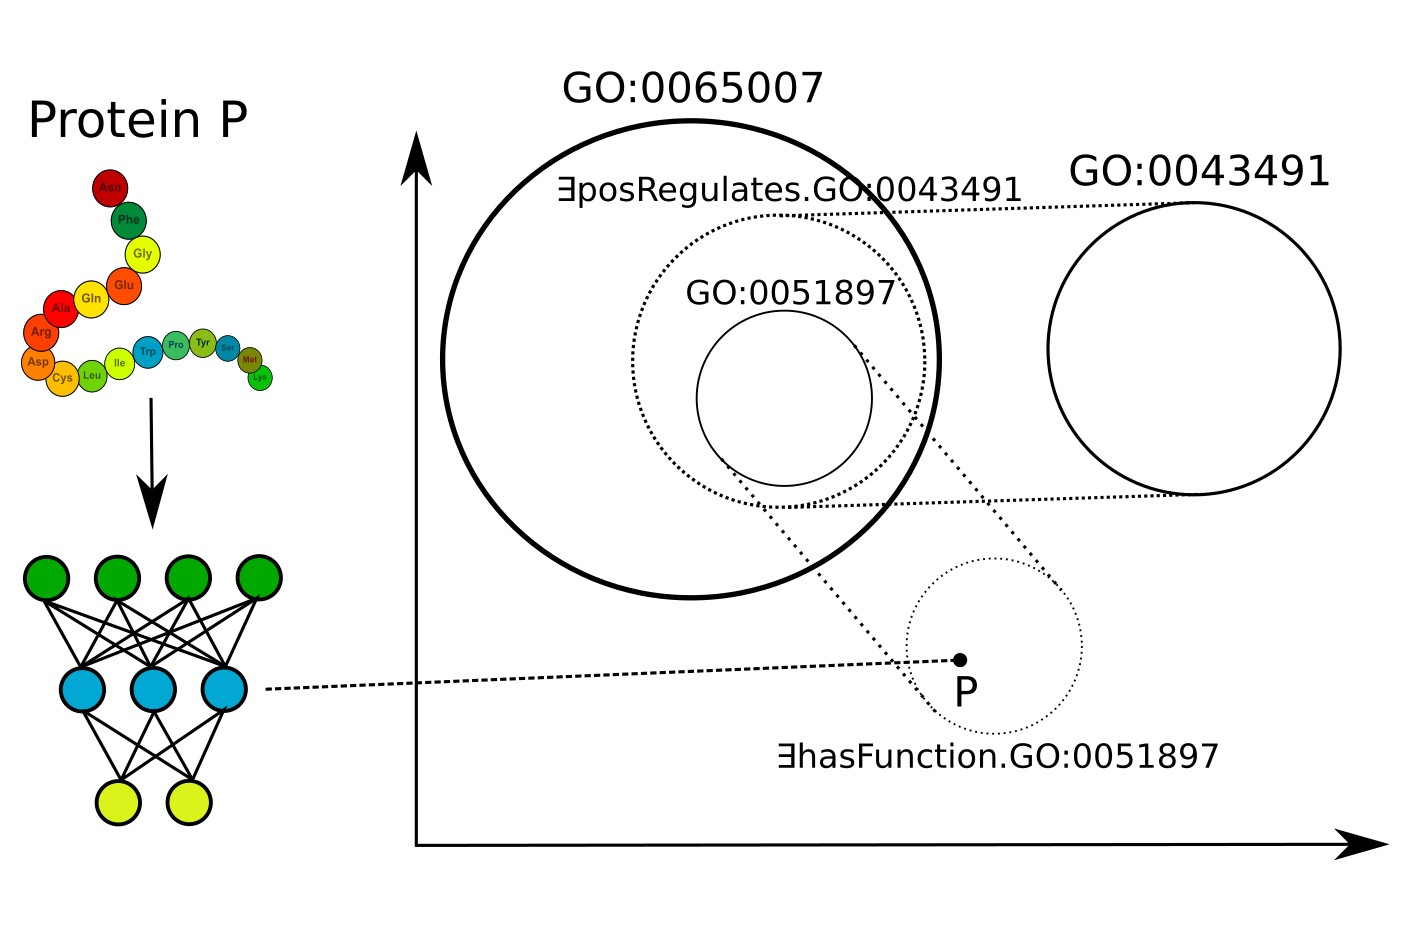 Protein P
Asn
Phe
Gly
Glu
Gln
Ala
Arg
Asp
Cys
Leu
Ile
Trp
Pro
Tyr
Ser
Met
Lys
GO:0065007
∃posRegulates.GO:0043491
GO:0043491
GO:0051897
P
∃hasFunction.GO:0051897